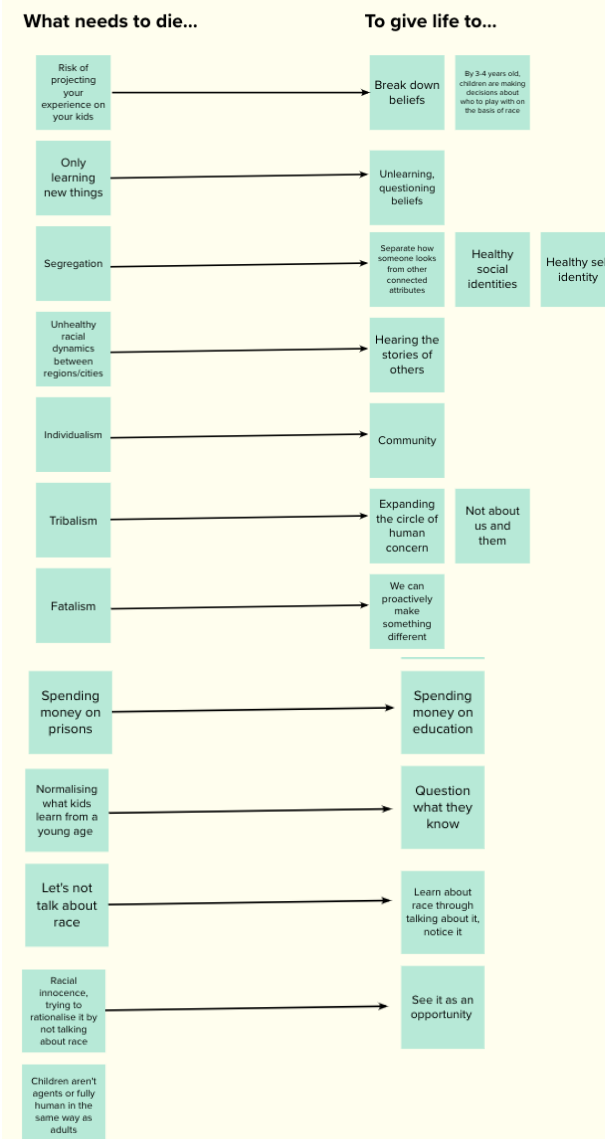 What needs to die...
To give life to...
Risk of
projecting
your
experience on
your kids
Break down
beliefs
By 3-4 years old,
children are making
decisions about
who to play with on
the basis of race
Only
learning
new things
Unlearning,
questioning
beliefs
Segregation
Separate how
someone looks
from other
connected
attributes
Healthy
social
identities
Healthy sel
identity
Unhealthy
racial
dynamics
between
regions/cities
Hearing the
stories of
others
Individualism
Community
Tribalism
Expanding
the circle of
human
concern
Not about
us and
them
Fatalism
We can
proactively
make
something
different
Spending
money on
prisons
Spending
money on
education
Normalising
what kids
learn from a
young age
Question
what they
know
Let's not
talk about
race
Learn about
race through
talking about it,
notice it
Racial
innocence,
trying to
rationalise it by
not talking
about race
See it as an
opportunity
Children aren't
agents or fully
human in the
same way as
adults